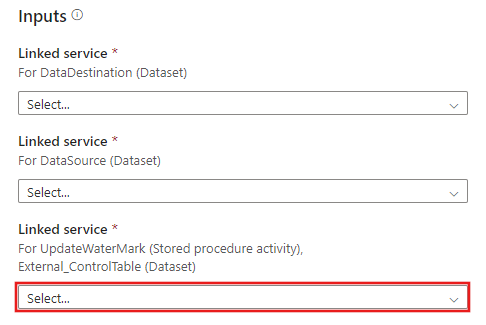 Inputs
Linked service *
For DataDestination (Dataset)
Select...
Linked service *
For DataSource (Dataset)
Select...
Linked service *
For UpdateWaterMark (Stored procedure activity),
External_ControlTable (Dataset)
Select...